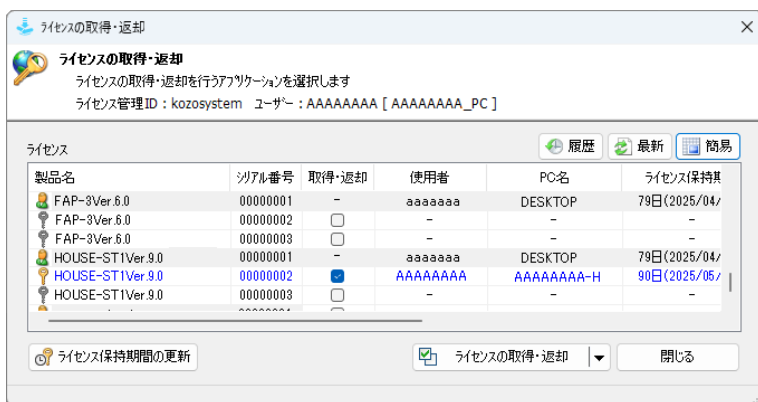 ライセンスの取得・返却
ライセンスの取得・返却
ライセンスの取得・返却を行うアプリケーションを選択します
ライセンス管理ID：kozosystem ユーザー：AAAAAAAA [ AAAAAAAA_PC ]
ライセンス 履歴 最新 簡易
製品名 シリアル番号 取得・返却 使用者 PC名 ライセンス保持期
FAP-3Ver.6.0 00000001 - aaaaaaa DESKTOP 79日(2025/04/
FAP-3Ver.6.0 00000002 - - -
FAP-3Ver.6.0 00000003 - - -
HOUSE-ST1Ver.9.0 00000001 - aaaaaaa DESKTOP 79日(2025/04/
HOUSE-ST1Ver.9.0 00000002 AAAAAAAA AAAAAAAA-H 90日(2025/05/
HOUSE-ST1Ver.9.0 00000003 - - -
ライセンス保持期間の更新 ライセンスの取得・返却 閉じる